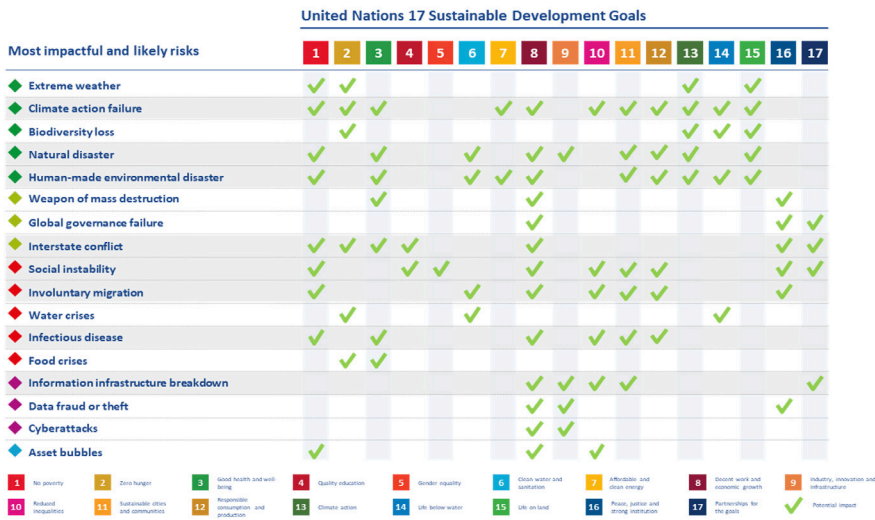 United Nations 17 Sustainable Development Goals
Most impactful and likely risks
1 2 3 4 5 6 7 8 9 10 11 12 13 14 15 16 17
Extreme weather
Climate action failure
Biodiversity loss
Natural disaster
Human-made environmental disaster
Weapon of mass destruction
Global governance failure
Interstate conflict
Social instability
Involuntary migration
Water crises
Infectious disease
Food crises
Information infrastructure breakdown
Data fraud or theft
Cyberattacks
Asset bubbles
1 No poverty
2 Zero hunger
3 Good health and well-
being
4 Quality education
5 Gender equality
6 Clean water and
sanitation
7 Affordable and
clean energy
8 Decent work and
economic growth
9 Industry, innovation and
infrastructure
10 Reduced
inequalities
11 Sustainable cities
and communities
12 Responsible
consumption and
production
13 Climate action
14 Life below water
15 Life on land
16 Peace, justice and
strong institution
17 Partnerships for
the goals
Potential impact